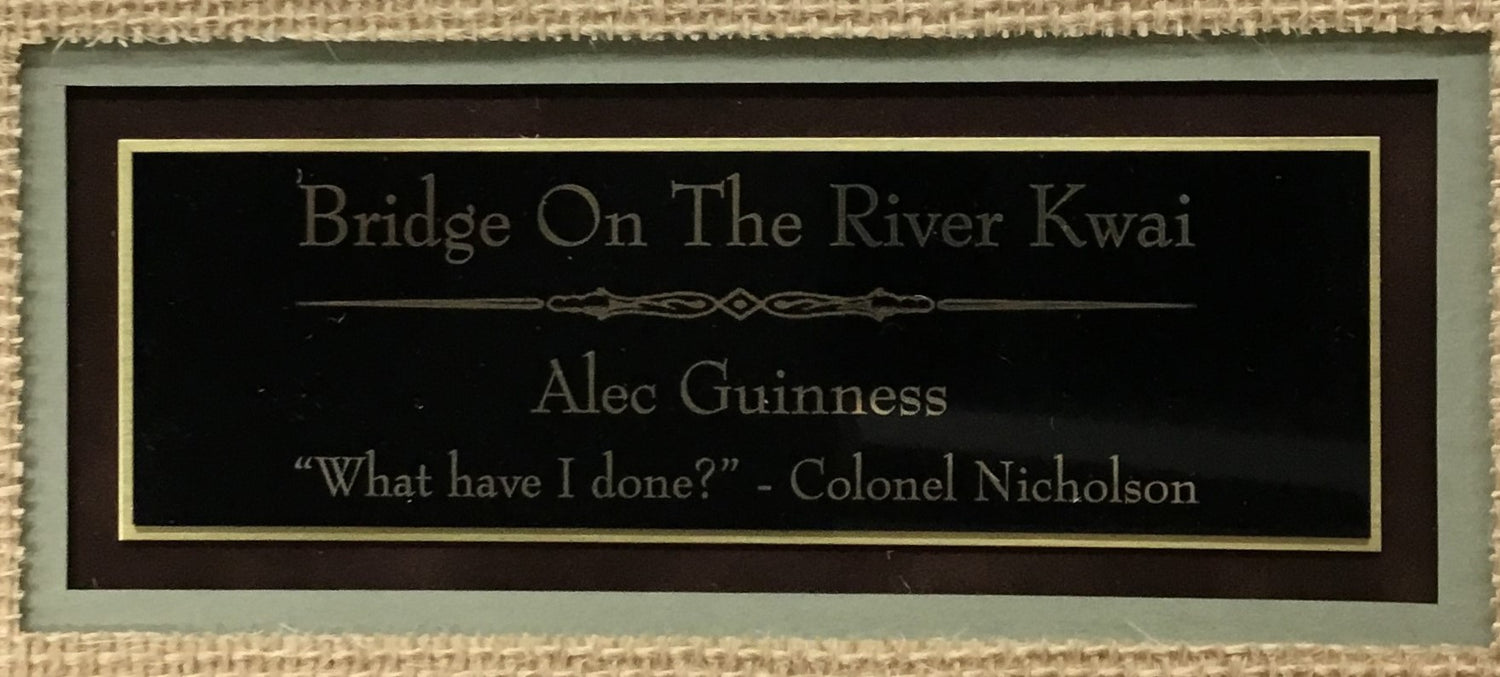 Bridge On The River Kwai
Alec Guinness
“What have I done?” - Colonel Nicholson